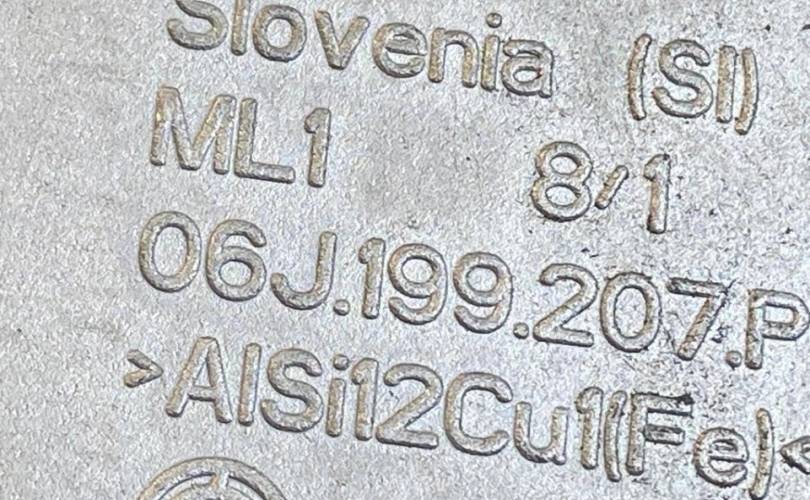 Slovenia (SI)
ML1 8/1
06J.199.207.P
>AlSi12Cu1(Fe)<